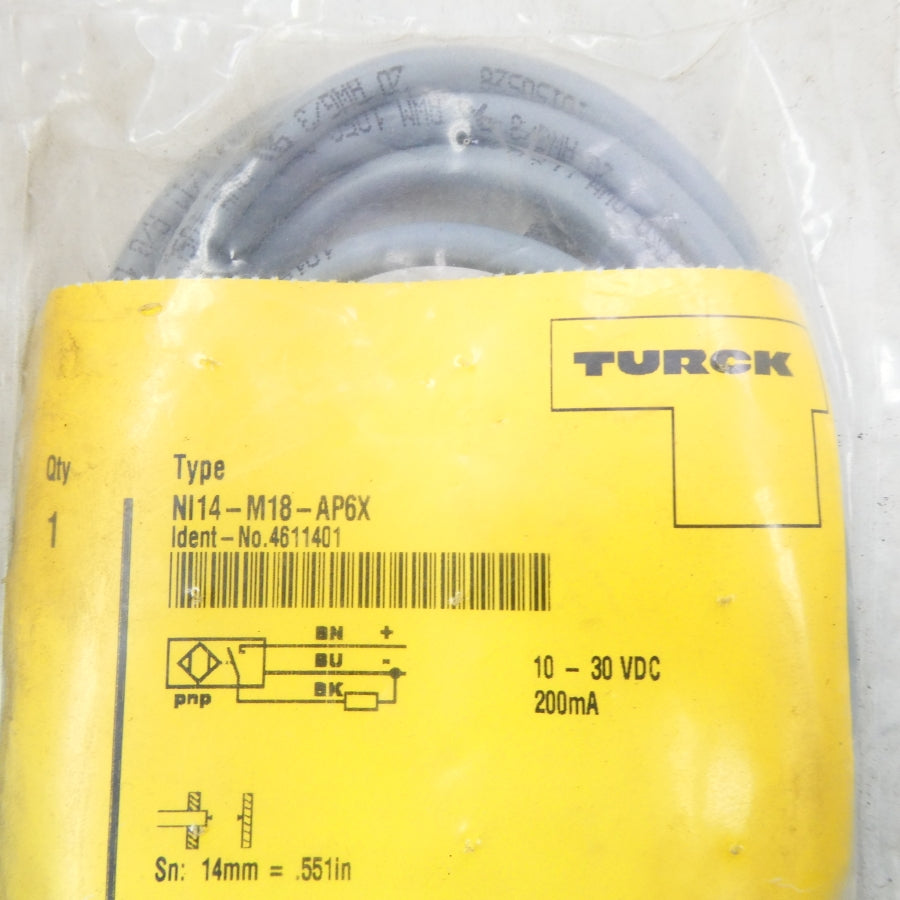 TURCK
Qty
Type
1
NI14-M18-AP6X
Ident-No.4611401
BN +
BU -
BK
pnp
10 - 30 VDC
200mA
Sn: 14mm = .551in